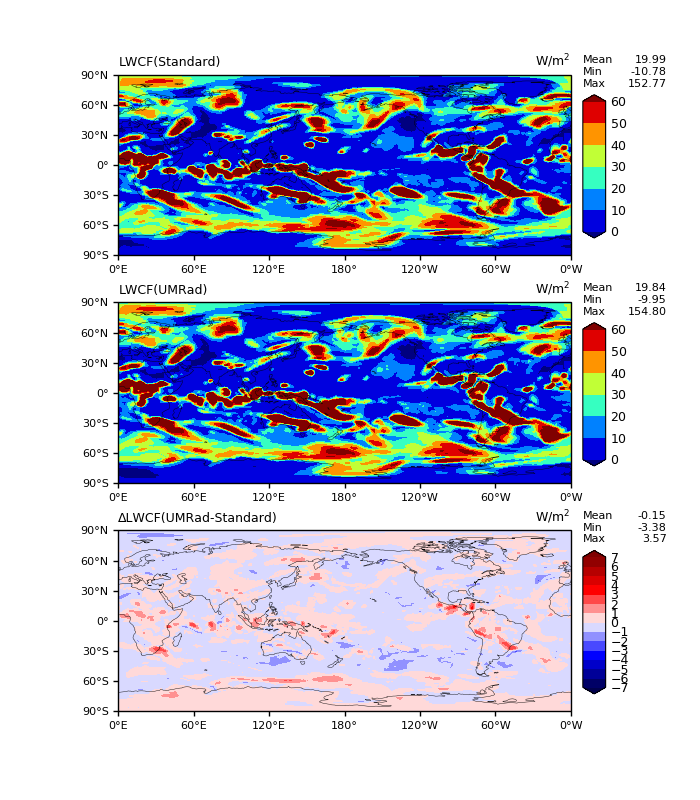 LWCF(Standard) W/m2 Mean 19.99
Min -10.78
Max 152.77
90°N
60°N
30°N
0°
30°S
60°S
90°S
0°E 60°E 120°E 180° 120°W 60°W 0°W
60
50
40
30
20
10
0
LWCF(UMRad) W/m2 Mean 19.84
Min -9.95
Max 154.80
90°N
60°N
30°N
0°
30°S
60°S
90°S
0°E 60°E 120°E 180° 120°W 60°W 0°W
60
50
40
30
20
10
0
ΔLWCF(UMRad-Standard) W/m2 Mean -0.15
Min -3.38
Max 3.57
90°N
60°N
30°N
0°
30°S
60°S
90°S
0°E 60°E 120°E 180° 120°W 60°W 0°W
7
6
5
4
3
2
1
0
−1
−2
−3
−4
−5
−6
−7